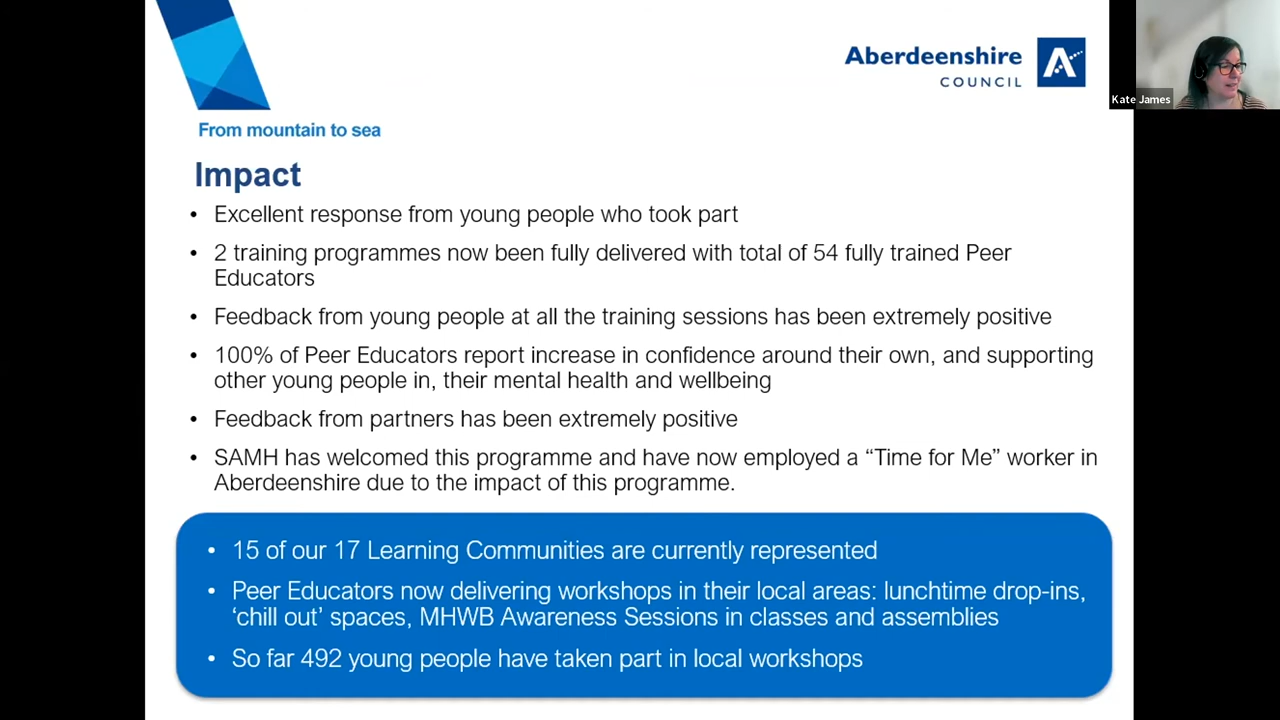 Aberdeenshire
COUNCIL
Kate James
From mountain to sea
Impact
• Excellent response from young people who took part
• 2 training programmes now been fully delivered with total of 54 fully trained Peer
Educators
• Feedback from young people at all the training sessions has been extremely positive
• 100% of Peer Educators report increase in confidence around their own, and supporting
other young people in, their mental health and wellbeing
• Feedback from partners has been extremely positive
• SAMH has welcomed this programme and have now employed a “Time for Me” worker in
Aberdeenshire due to the impact of this programme.
• 15 of our 17 Learning Communities are currently represented
• Peer Educators now delivering workshops in their local areas: lunchtime drop-ins,
‘chill out’ spaces, MHWB Awareness Sessions in classes and assemblies
• So far 492 young people have taken part in local workshops